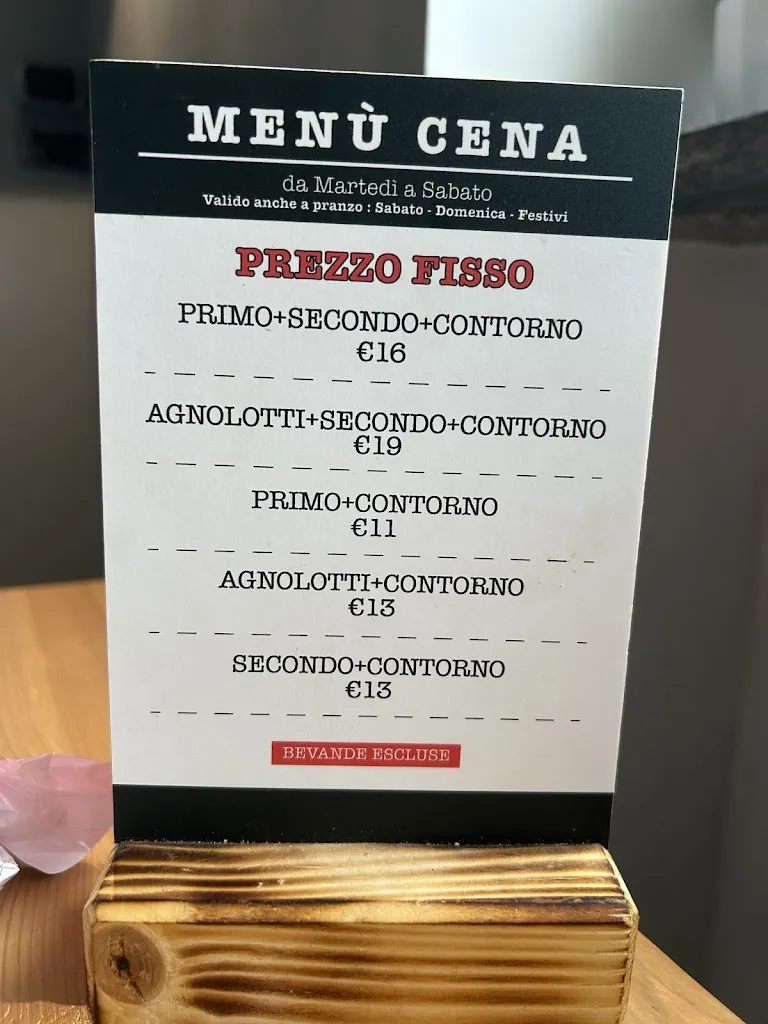 MENÙ CENA
da Martedì a Sabato
Valido anche a pranzo : Sabato - Domenica - Festivi
PREZZO FISSO
PRIMO+SECONDO+CONTORNO
€16
AGNOLOTTI+SECONDO+CONTORNO
€19
PRIMO+CONTORNO
€11
AGNOLOTTI+CONTORNO
€13
SECONDO+CONTORNO
€13
BEVANDE ESCLUSE